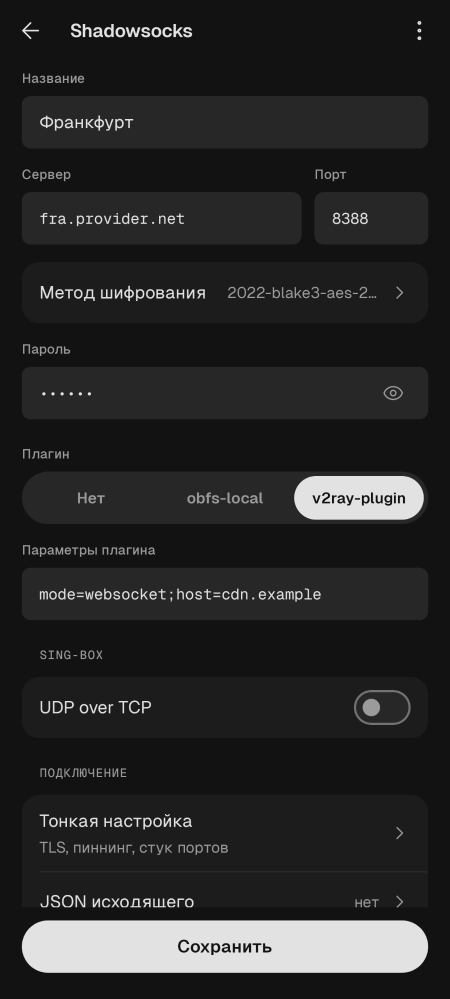 Shadowsocks
Название
Франкфурт
Сервер
Порт
fra.provider.net
8388
Метод шифрования
2022-blake3-aes-2…
Пароль
••••••
Плагин
Нет
obfs-local
v2ray-plugin
Параметры плагина
mode=websocket;host=cdn.example
SING-BOX
UDP over TCP
ПОДКЛЮЧЕНИЕ
Тонкая настройка
TLS, пиннинг, стук портов
JSON исходящего
нет
Сохранить